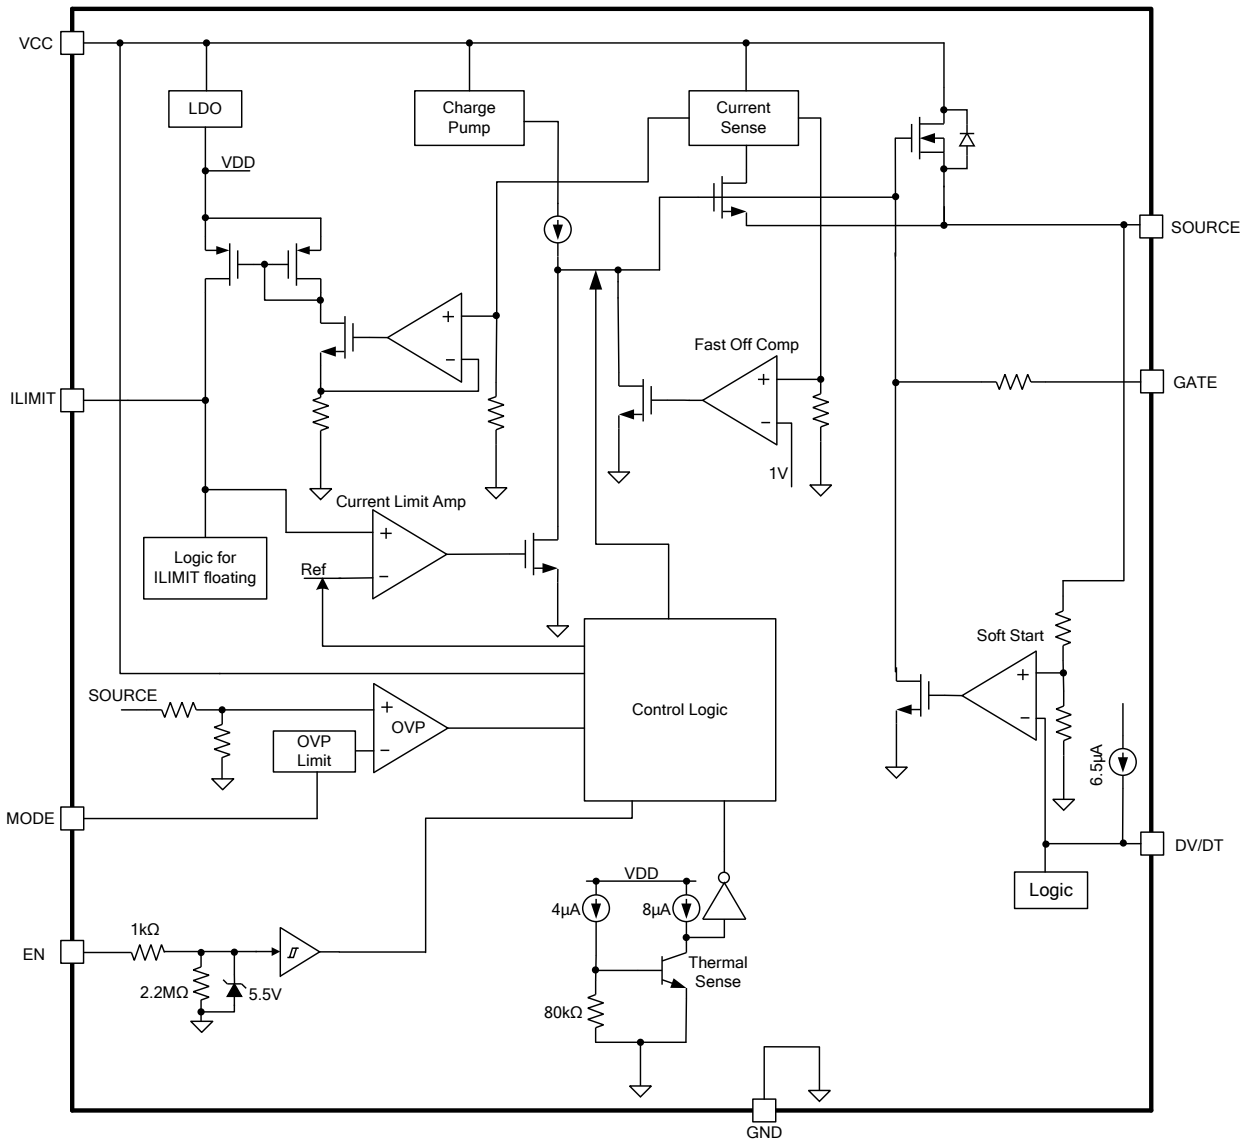 VCC
LDO
Charge
Pump
Current
Sense
VDD
SOURCE
+
−
Fast Off Comp
+
−
1V
ILIMIT
GATE
Current Limit Amp
+
−
Logic for
ILIMIT floating
Ref
Soft Start
+
−
Control Logic
SOURCE
+
OVP
−
OVP
Limit
6.5µA
MODE
DV/DT
Logic
VDD
4µA
8µA
1kΩ
EN
Thermal
Sense
2.2MΩ
5.5V
80kΩ
GND